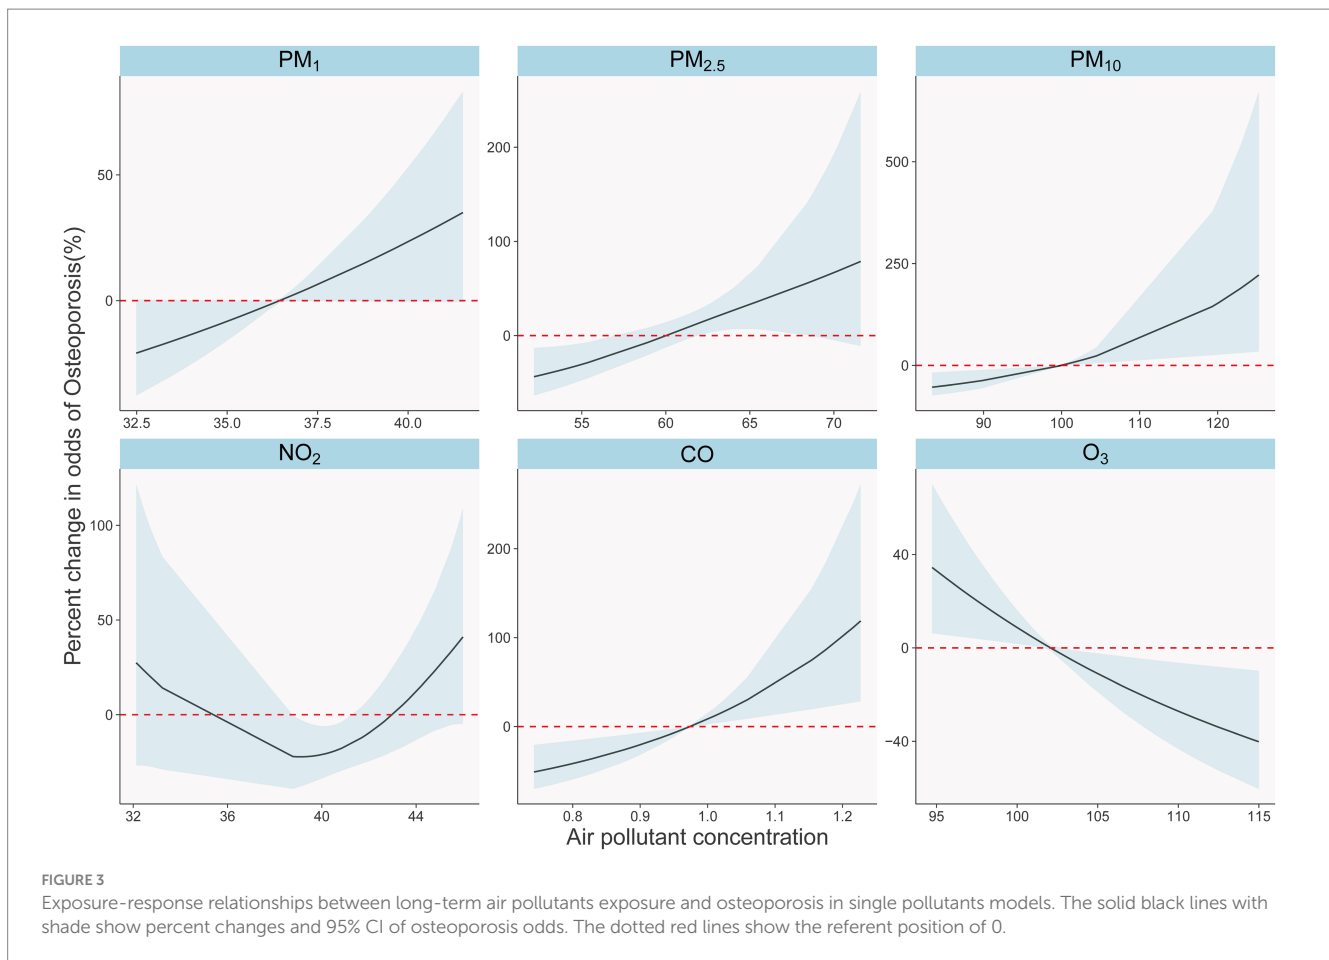 PM₁
PM₂.₅
PM₁₀
Percent change in odds of Osteoporosis(%)
50
0
32.5 35.0 37.5 40.0
200
100
0
55 60 65 70
500
250
0
90 100 110 120
NO₂
CO
O₃
100
50
0
32 36 40 44
200
100
0
0.8 0.9 1.0 1.1 1.2
40
0
−40
95 100 105 110 115
Air pollutant concentration
FIGURE 3
Exposure-response relationships between long-term air pollutants exposure and osteoporosis in single pollutants models. The solid black lines with
shade show percent changes and 95% CI of osteoporosis odds. The dotted red lines show the referent position of 0.